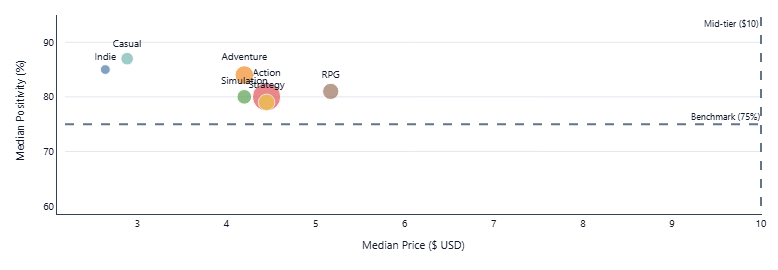 Mid-tier ($10)
Casual
90
Indie
Adventure
Action
RPG
Simulation
Strategy
80
Benchmark (75%)
70
60
3
4
5
6
7
8
9
10
Median Price ($ USD)
Median Positivity (%)